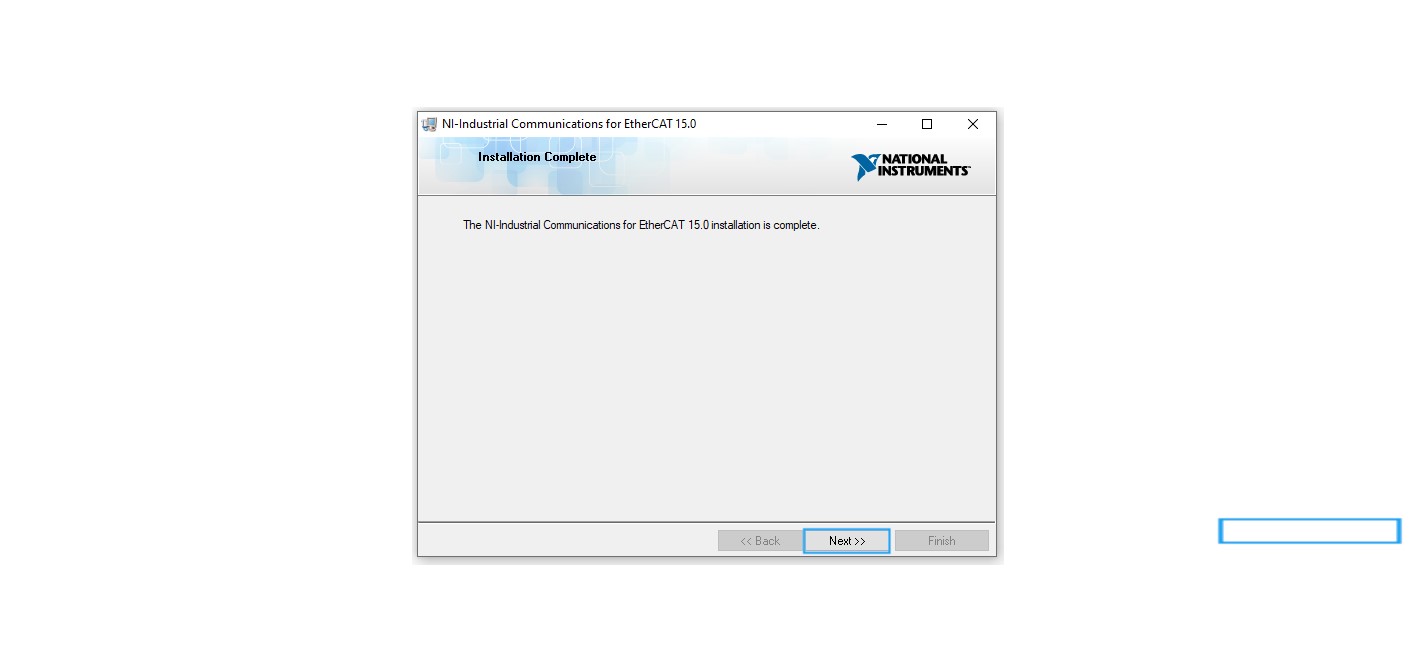 NI-Industrial Communications for EtherCAT 15.0
Installation Complete
NATIONAL
INSTRUMENTS™
The NI-Industrial Communications for EtherCAT 15.0 installation is complete.
<< Back
Next >>
Finish